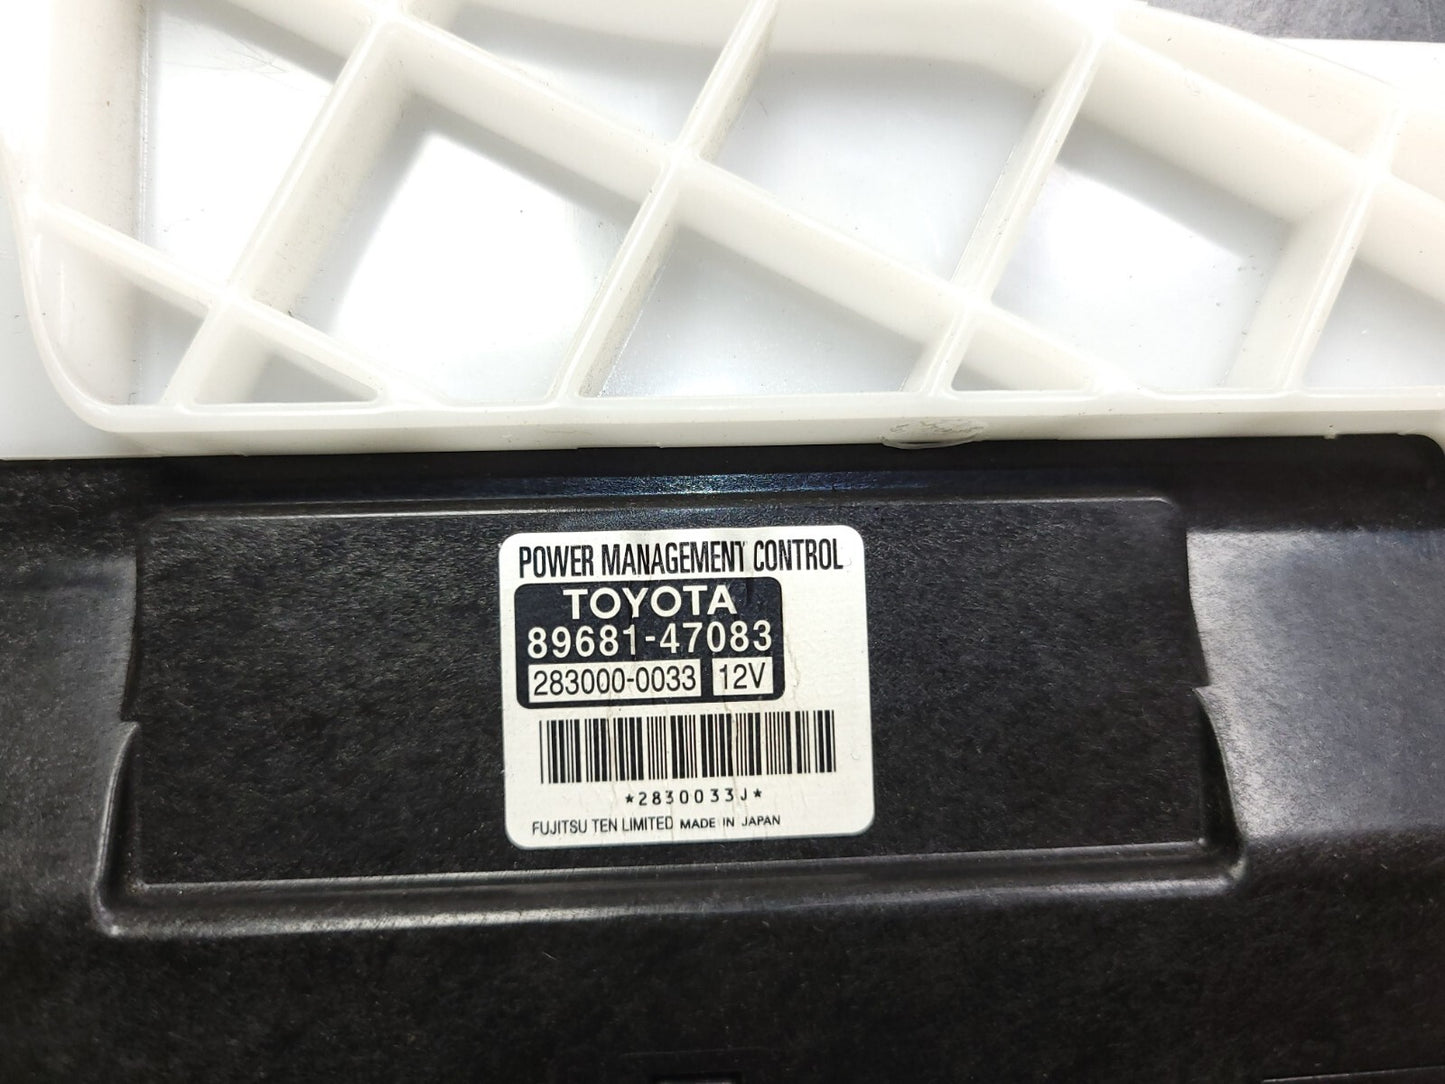 POWER MANAGEMENT CONTROL
TOYOTA
89681-47083
283000-0033 12V
*2830033J*
FUJITSU TEN LIMITED MADE IN JAPAN